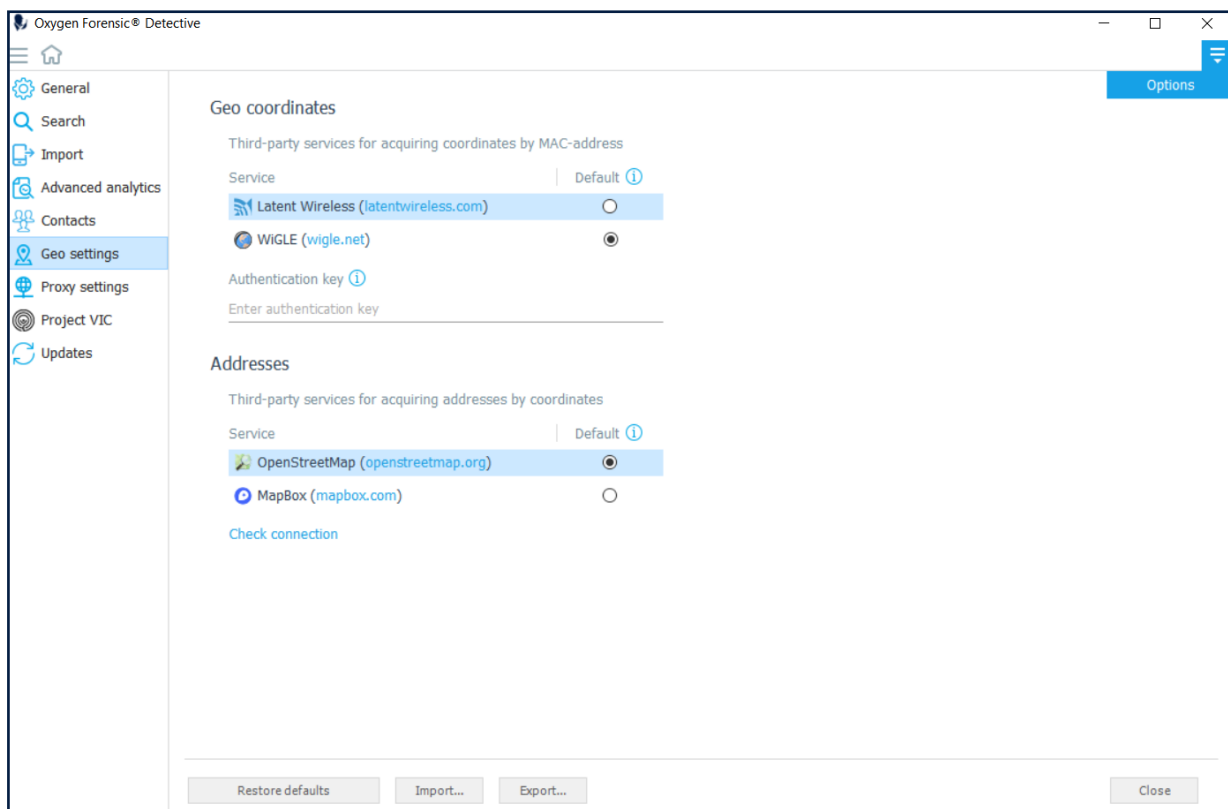 Oxygen Forensic® Detective
Options
General
Search
Import
Advanced analytics
Contacts
Geo settings
Proxy settings
Project VIC
Updates
Geo coordinates
Third-party services for acquiring coordinates by MAC-address
Service Default
Latent Wireless (latentwireless.com)
WiGLE (wigle.net)
Authentication key
Enter authentication key
Addresses
Third-party services for acquiring addresses by coordinates
Service Default
OpenStreetMap (openstreetmap.org)
MapBox (mapbox.com)
Check connection
Restore defaults Import... Export... Close